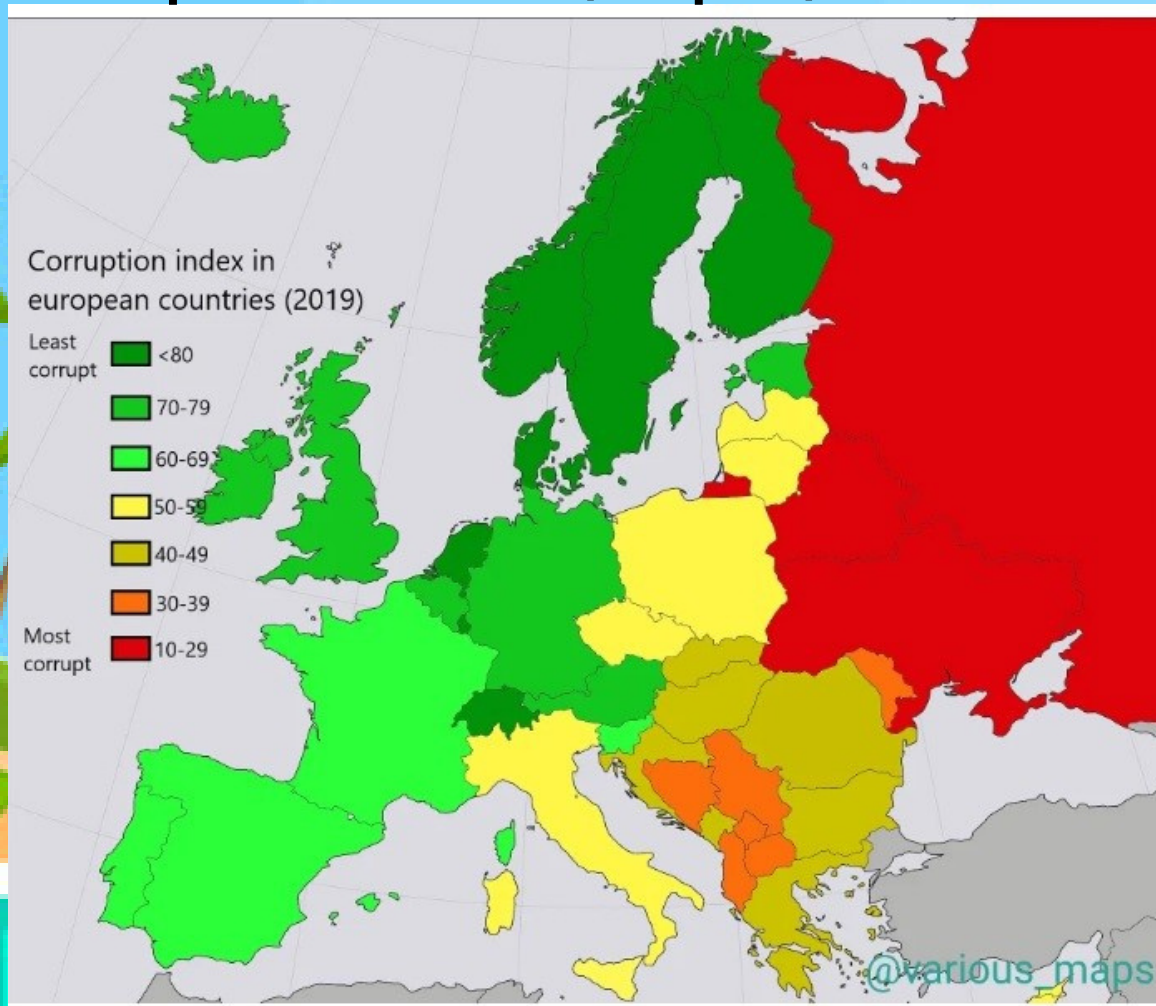 Corruption index in
european countries (2019)
Least
corrupt
<80
70-79
60-69
50-59
40-49
30-39
Most
corrupt
10-29
@various_maps